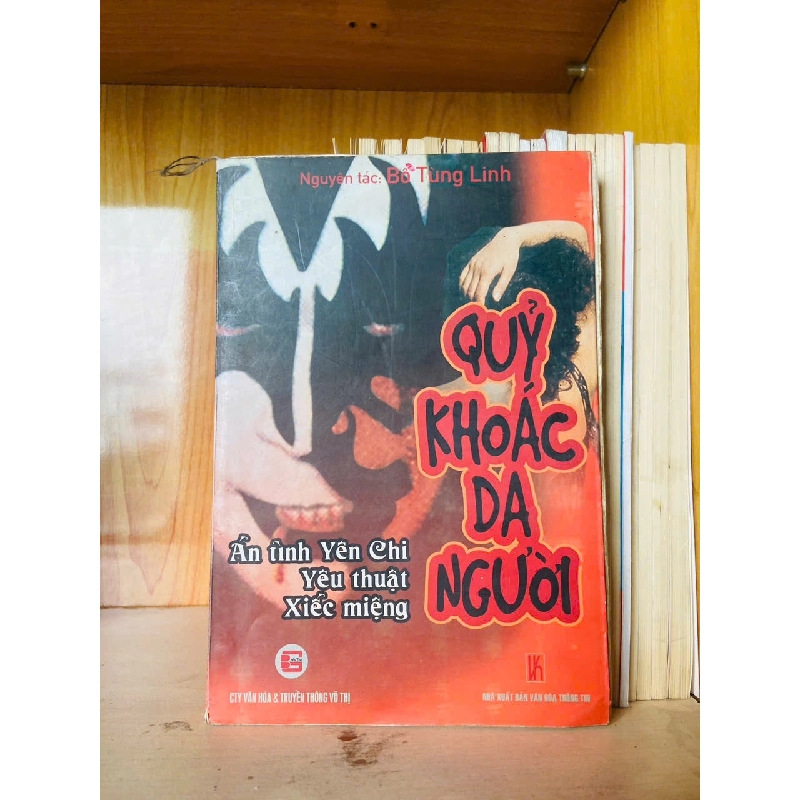 Nguyên tác: Bồ Tùng Linh
QUỶ
KHOÁC
DA
NGƯỜI
Án tình Yên Chi
Yêu thuật
Xiếc miệng
CTY VĂN HÓA & TRUYỀN THÔNG VÕ THỊ
NHÀ XUẤT BẢN VĂN HÓA THÔNG TIN